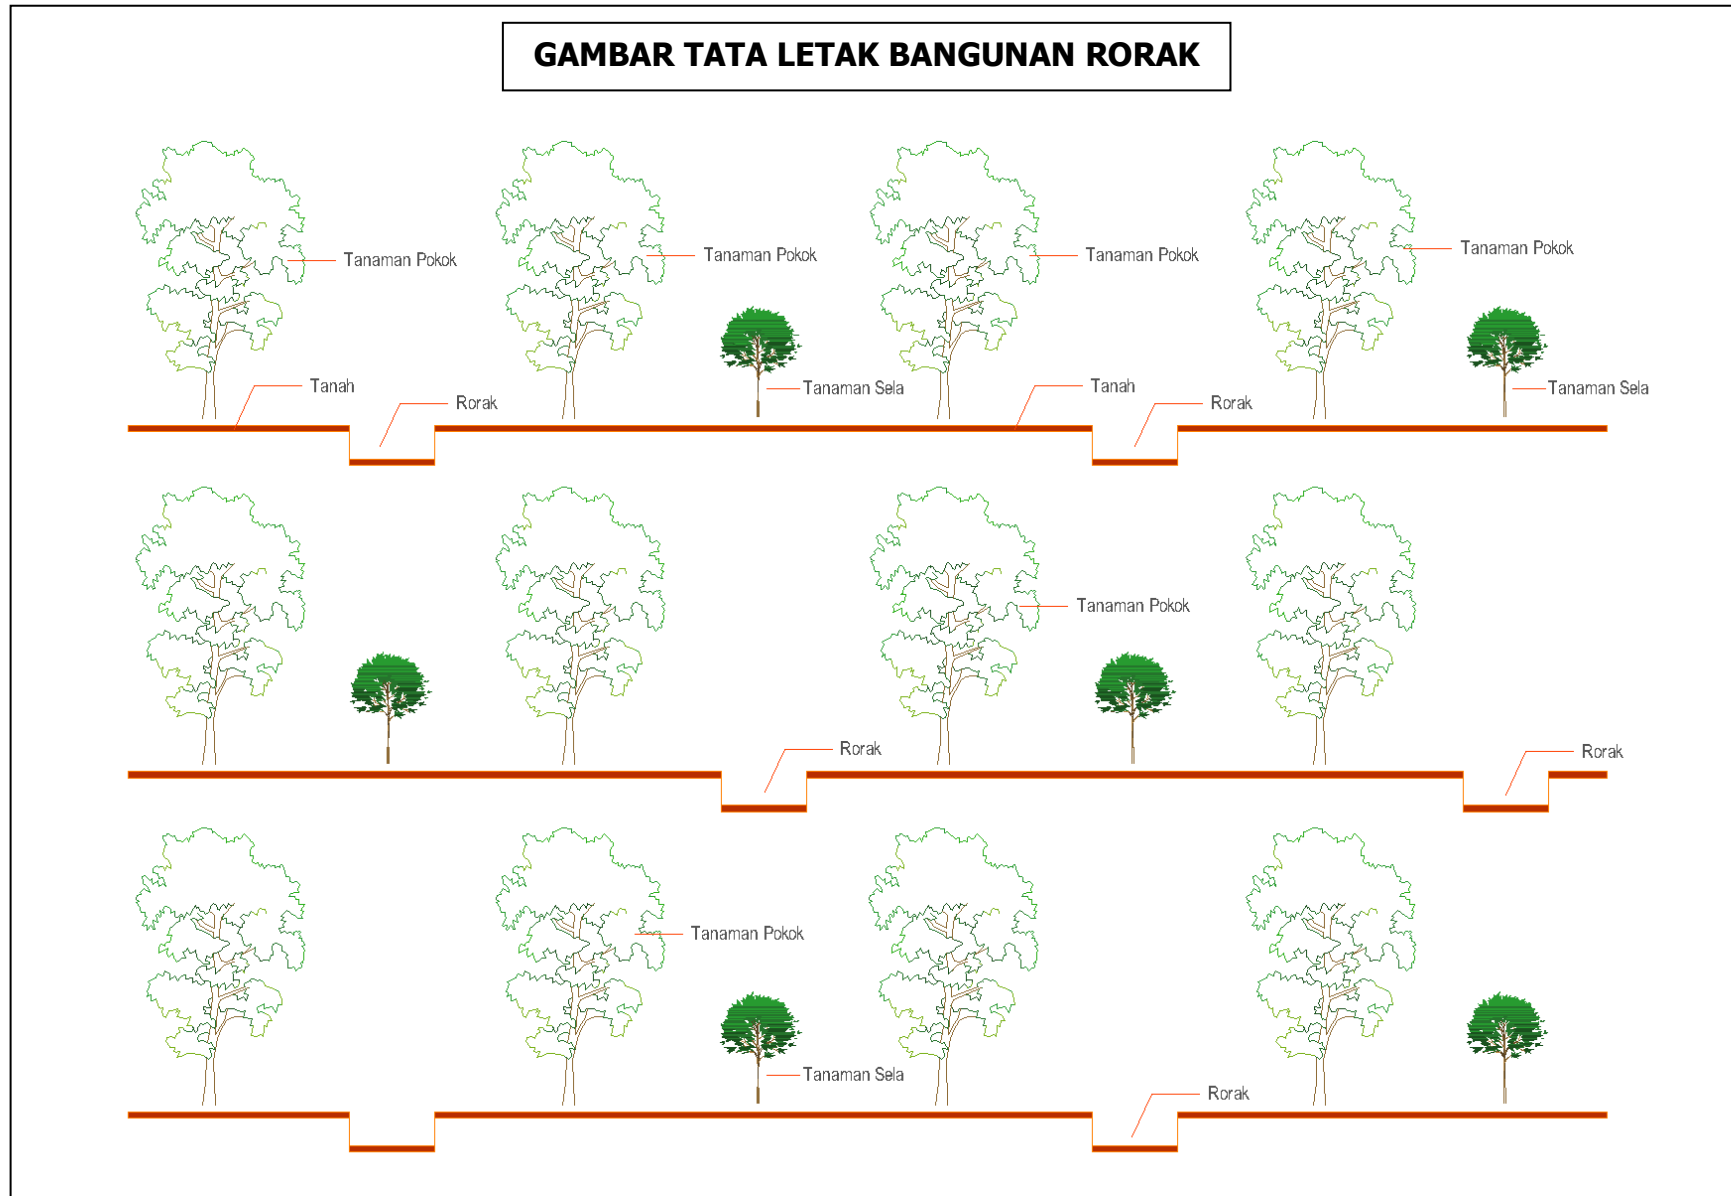 GAMBAR TATA LETAK BANGUNAN RORAK
Tanaman Pokok
Tanaman Pokok
Tanaman Pokok
Tanaman Pokok
Tanah
Rorak
Tanaman Sela
Tanah
Rorak
Tanaman Sela
Tanaman Pokok
Rorak
Rorak
Tanaman Pokok
Tanaman Sela
Rorak